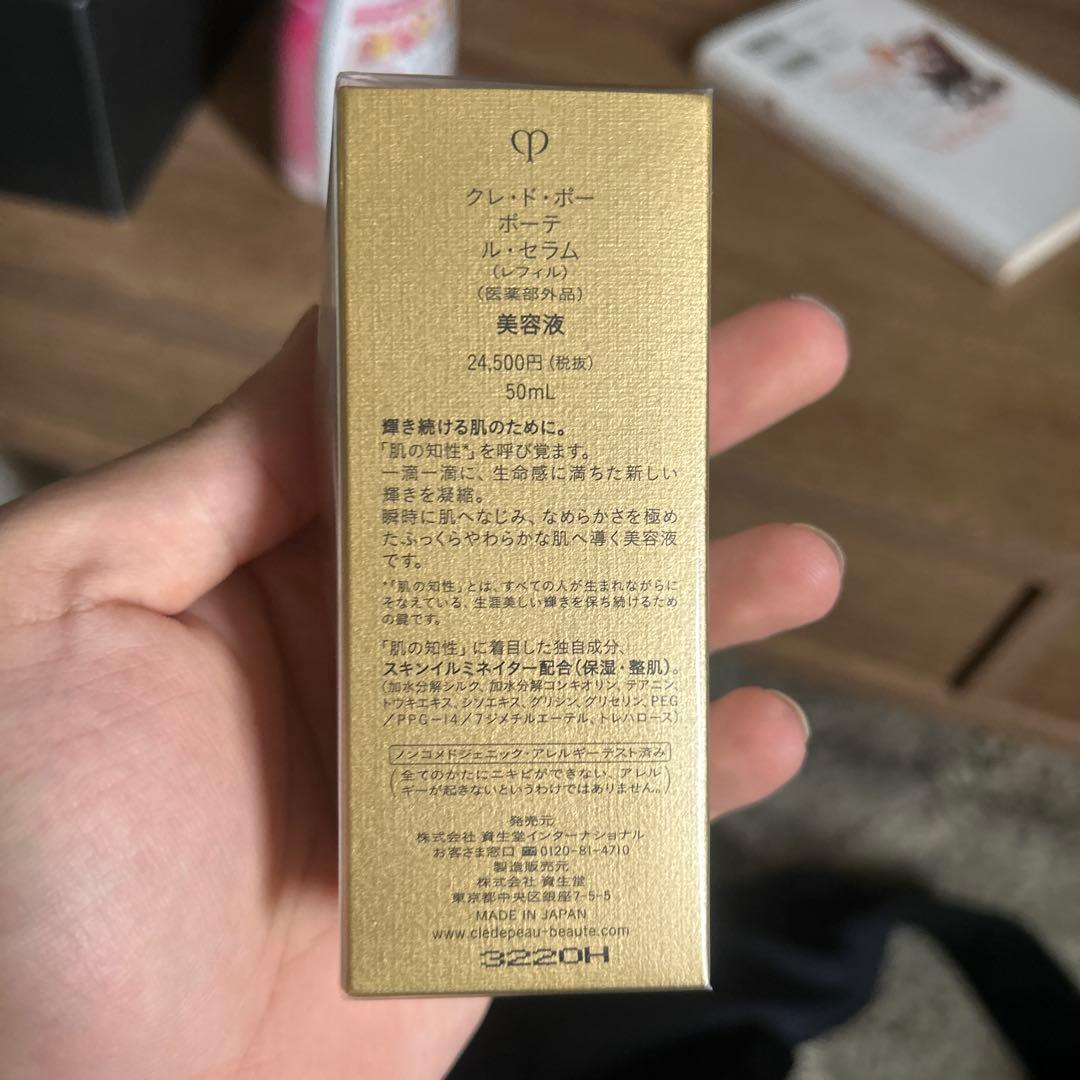 クレ・ド・ポー
ボーテ
ル・セラム
(レフィル)
(医薬部外品)
美容液
24,500円(税抜)
50mL
輝き続ける肌のために。
「肌の知性*」を呼び覚ます。
一滴一滴に、生命感に満ちた新しい
輝きを凝縮。
瞬時に肌へなじみ、なめらかさを極め
たふっくらやわらかな肌へ導く美容液
です。
*「肌の知性」とは、すべての人が生まれながらに
そなえている、生涯美しい輝きを保ち続けるため
の鍵です。
「肌の知性」に着目した独自成分、
スキンイルミネイター配合(保湿・整肌)。
(加水分解シルク、加水分解コンキオリン、テアニン、
トウキエキス、シソエキス、グリシン、グリセリン、PEG
/PPG-14/7ジメチルエーテル、トレハロース)
ノンコメドジェニック・アレルギーテスト済み
(全てのかたにニキビができない、アレル
ギーが起きないというわけではありません。)
発売元
株式会社 資生堂インターナショナル
お客さま窓口 0120-81-4710
製造販売元
株式会社 資生堂
東京都中央区銀座7-5-5
MADE IN JAPAN
www.cledepeau-beaute.com
3220H